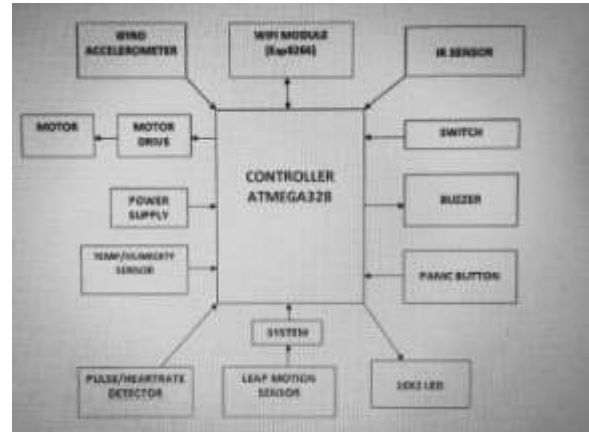 GYRO
ACCELEROMETER
WIFI MODULE
(Esp8266)
IR SENSOR
MOTOR
MOTOR
DRIVE
SWITCH
CONTROLLER
ATMEGA328
POWER
SUPPLY
BUZZER
TEMP/HUMIDITY
SENSOR
PANIC BUTTON
SYSTEM
PULSE/HEARTRATE
DETECTOR
LEAP MOTION
SENSOR